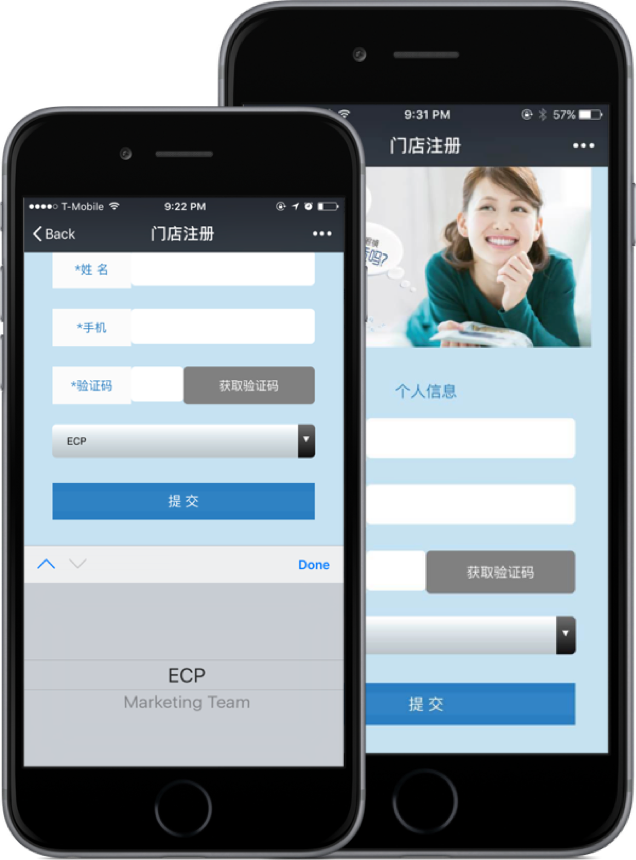 9:31 PM
57%
门店注册
•••
个人信息
获取验证码
提交
T-Mobile
9:22 PM
Back
门店注册
•••
*姓 名
*手机
*验证码
获取验证码
ECP
提交
Done
ECP
Marketing Team